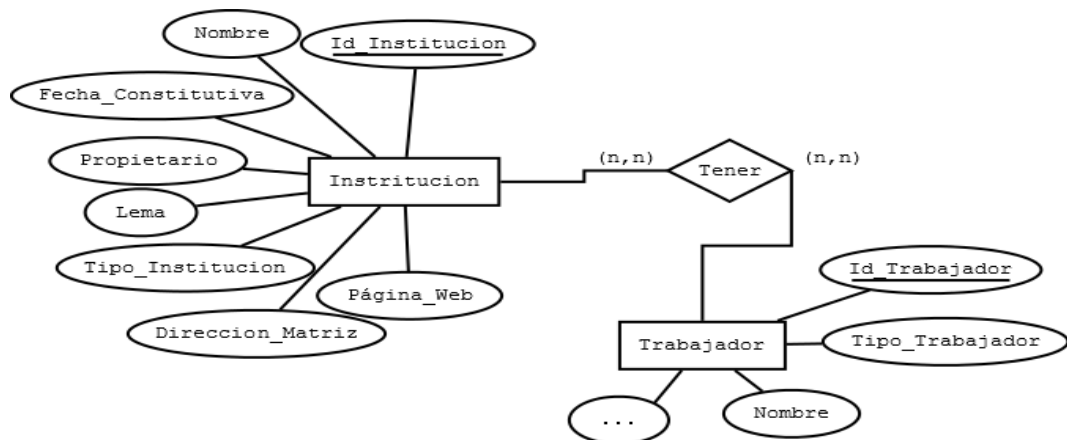 Nombre
Id_Institucion
Fecha_Constitutiva
Propietario
Instritucion
(n,n)
Tener
(n,n)
Lema
Tipo_Institucion
Página_Web
Direccion_Matriz
Id_Trabajador
Trabajador
Tipo_Trabajador
...
Nombre